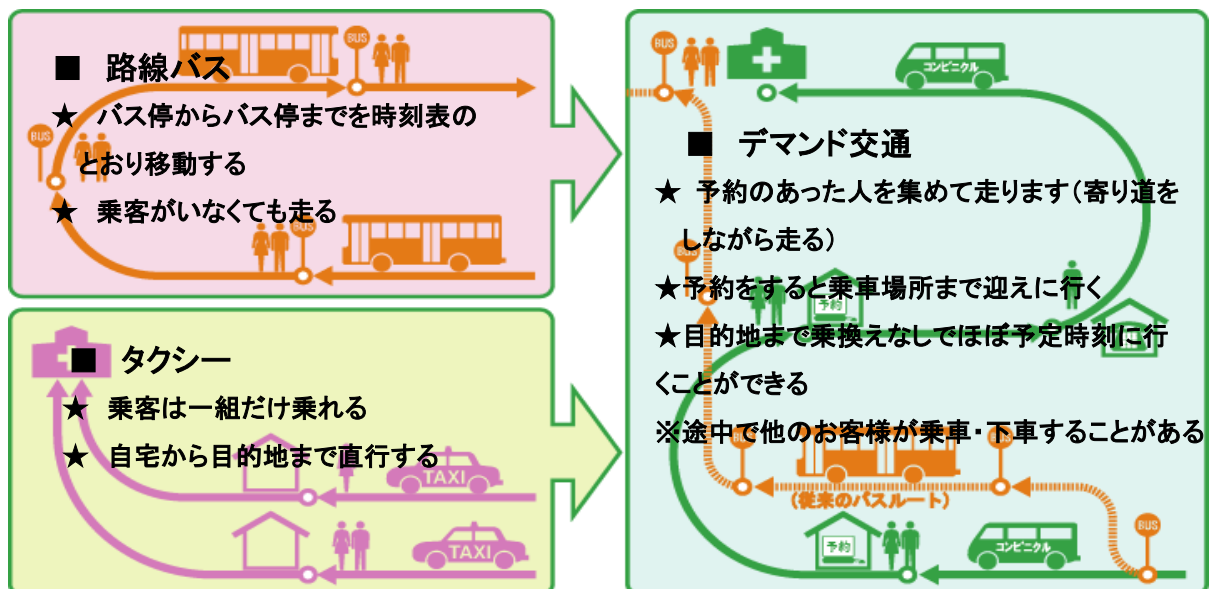 ■ 路線バス
★ バス停からバス停までを時刻表の
とおり移動する
★ 乗客がいなくても走る
BUS
BUS
BUS
■ タクシー
★ 乗客は一組だけ乗れる
★ 自宅から目的地まで直行する
TAXI
TAXI
BUS
コンビニクル
■ デマンド交通
★ 予約のあった人を集めて走ります（寄り道を
しながら走る）
BUS
★予約をすると乗車場所まで迎えに行く
予約
★目的地まで乗換えなしでほぼ予定時刻に行
くことができる
※途中で他のお客様が乗車・下車することがある
BUS
BUS
（従来のバスルート）
BUS
予約
コンビニクル